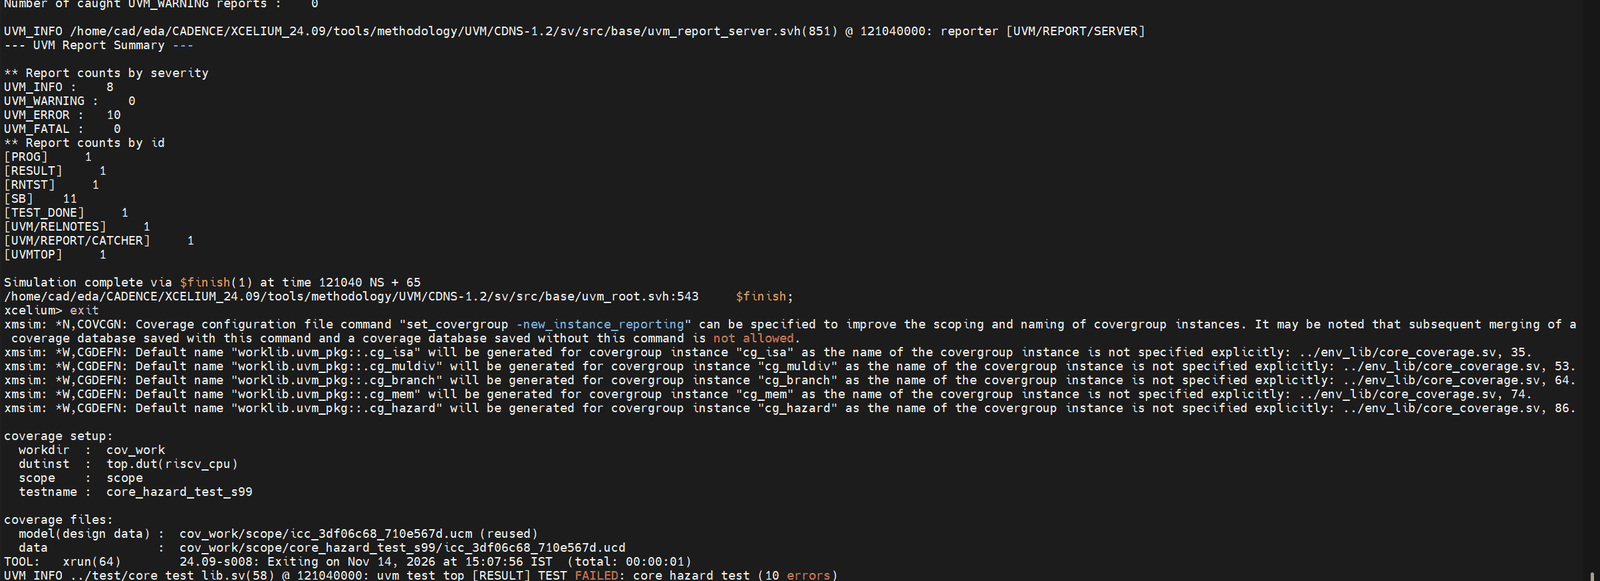 Number of caught UVM_WARNING reports :    0
UVM_INFO /home/cad/eda/CADENCE/XCELIUM_24.09/tools/methodology/UVM/CDNS-1.2/sv/src/base/uvm_report_server.svh(851) @ 121040000: reporter [UVM/REPORT/SERVER]
--- UVM Report Summary ---
** Report counts by severity
UVM_INFO :    8
UVM_WARNING :    0
UVM_ERROR :   10
UVM_FATAL :    0
** Report counts by id
[PROG]     1
[RESULT]     1
[RNTST]     1
[SB]    11
[TEST_DONE]     1
[UVM/RELNOTES]     1
[UVM/REPORT/CATCHER]     1
[UVMTOP]     1
Simulation complete via $finish(1) at time 121040 NS + 65
/home/cad/eda/CADENCE/XCELIUM_24.09/tools/methodology/UVM/CDNS-1.2/sv/src/base/uvm_root.svh:543     $finish;
xcelium> exit
xmsim: *N,COVCGN: Coverage configuration file command "set_covergroup -new_instance_reporting" can be specified to improve the scoping and naming of covergroup instances. It may be noted that subsequent merging of a
 coverage database saved with this command and a coverage database saved without this command is not allowed.
xmsim: *W,CGDEFN: Default name "worklib.uvm_pkg::.cg_isa" will be generated for covergroup instance "cg_isa" as the name of the covergroup instance is not specified explicitly: ../env_lib/core_coverage.sv, 35.
xmsim: *W,CGDEFN: Default name "worklib.uvm_pkg::.cg_muldiv" will be generated for covergroup instance "cg_muldiv" as the name of the covergroup instance is not specified explicitly: ../env_lib/core_coverage.sv, 53.
xmsim: *W,CGDEFN: Default name "worklib.uvm_pkg::.cg_branch" will be generated for covergroup instance "cg_branch" as the name of the covergroup instance is not specified explicitly: ../env_lib/core_coverage.sv, 64.
xmsim: *W,CGDEFN: Default name "worklib.uvm_pkg::.cg_mem" will be generated for covergroup instance "cg_mem" as the name of the covergroup instance is not specified explicitly: ../env_lib/core_coverage.sv, 74.
xmsim: *W,CGDEFN: Default name "worklib.uvm_pkg::.cg_hazard" will be generated for covergroup instance "cg_hazard" as the name of the covergroup instance is not specified explicitly: ../env_lib/core_coverage.sv, 86.
coverage setup:
  workdir  :  cov_work
  dutinst  :  top.dut(riscv_cpu)
  scope    :  scope
  testname :  core_hazard_test_s99
coverage files:
  model(design data) :  cov_work/scope/icc_3df06c68_710e567d.ucm (reused)
  data               :  cov_work/scope/core_hazard_test_s99/icc_3df06c68_710e567d.ucd
TOOL:   xrun(64)        24.09-s008: Exiting on Nov 14, 2026 at 15:07:56 IST  (total: 00:00:01)
UVM_INFO ../test/core_test_lib.sv(58) @ 121040000: uvm_test_top [RESULT] TEST FAILED: core_hazard_test (10 errors)